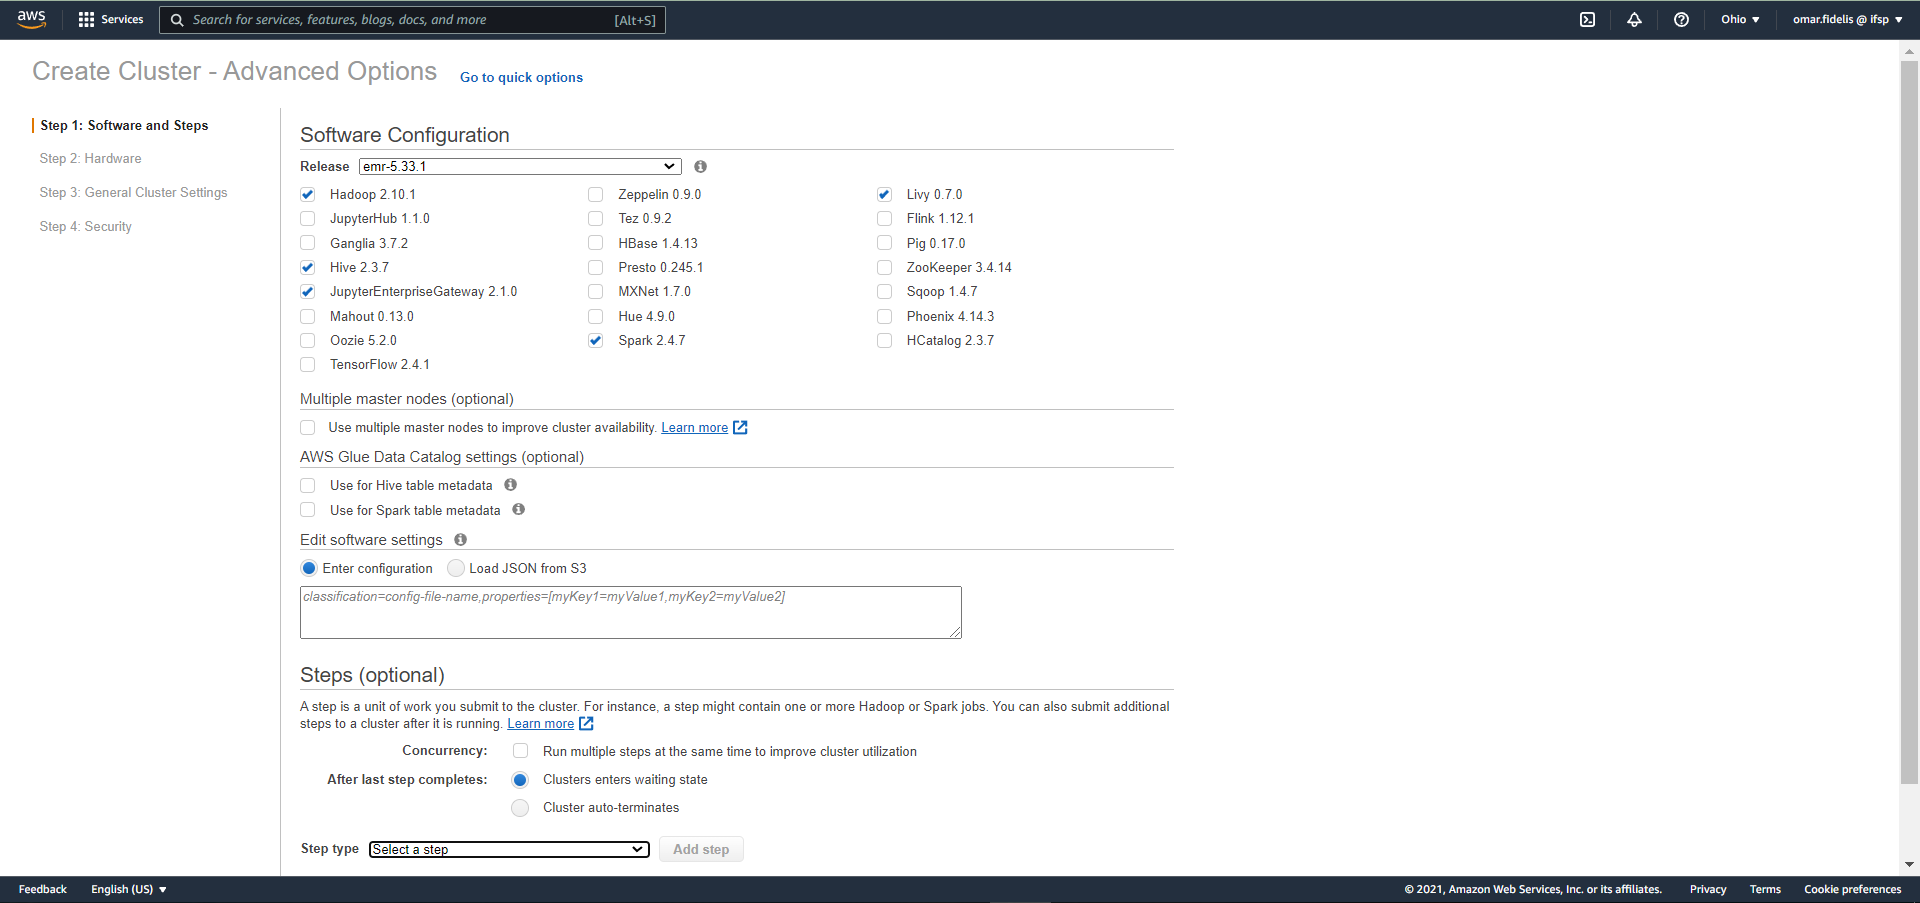 aws Services Search for services, features, blogs, docs, and more [Alt+S] Ohio ▼ omar.fidelis @ ifsp ▼
Create Cluster - Advanced Options Go to quick options
Step 1: Software and Steps
Step 2: Hardware
Step 3: General Cluster Settings
Step 4: Security
Software Configuration
Release emr-5.33.1
Hadoop 2.10.1 Zeppelin 0.9.0 Livy 0.7.0
JupyterHub 1.1.0 Tez 0.9.2 Flink 1.12.1
Ganglia 3.7.2 HBase 1.4.13 Pig 0.17.0
Hive 2.3.7 Presto 0.245.1 ZooKeeper 3.4.14
JupyterEnterpriseGateway 2.1.0 MXNet 1.7.0 Sqoop 1.4.7
Mahout 0.13.0 Hue 4.9.0 Phoenix 4.14.3
Oozie 5.2.0 Spark 2.4.7 HCatalog 2.3.7
TensorFlow 2.4.1
Multiple master nodes (optional)
Use multiple master nodes to improve cluster availability. Learn more
AWS Glue Data Catalog settings (optional)
Use for Hive table metadata
Use for Spark table metadata
Edit software settings
Enter configuration Load JSON from S3
classification=config-file-name,properties=[myKey1=myValue1,myKey2=myValue2]
Steps (optional)
A step is a unit of work you submit to the cluster. For instance, a step might contain one or more Hadoop or Spark jobs. You can also submit additional
steps to a cluster after it is running. Learn more
Concurrency: Run multiple steps at the same time to improve cluster utilization
After last step completes: Clusters enters waiting state
Cluster auto-terminates
Step type Select a step Add step
Feedback English (US) ▼ © 2021, Amazon Web Services, Inc. or its affiliates. Privacy Terms Cookie preferences